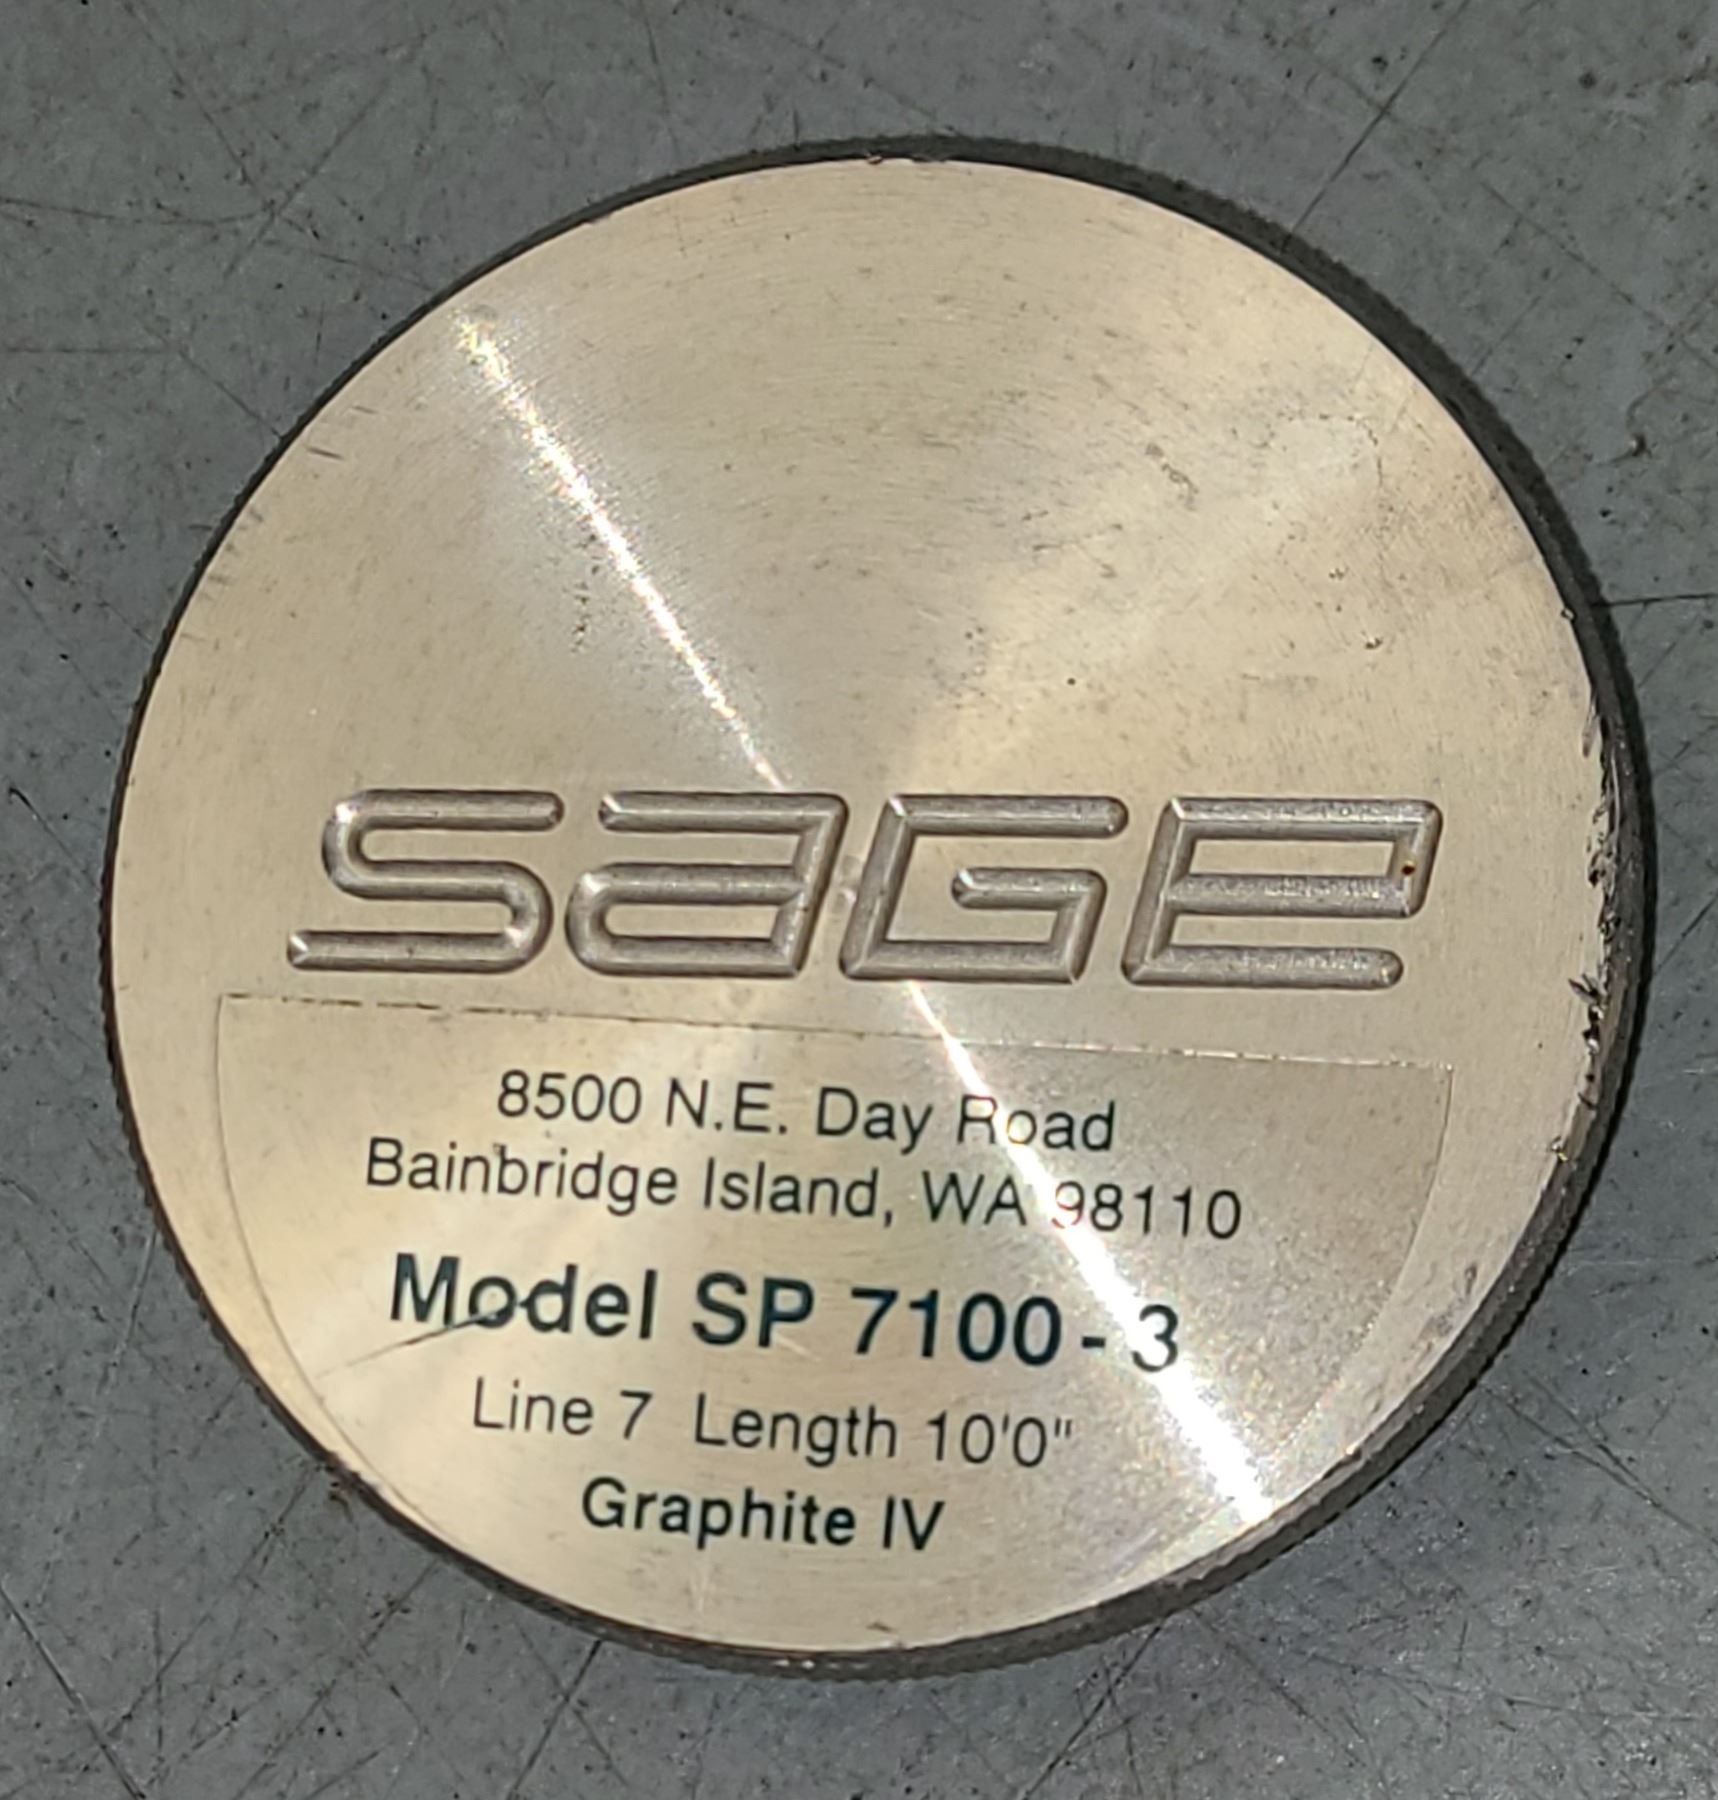 SAGE
8500 N.E. Day Road
Bainbridge Island, WA 98110
Model SP 7100-3
Line 7 Length 10'0"
Graphite IV